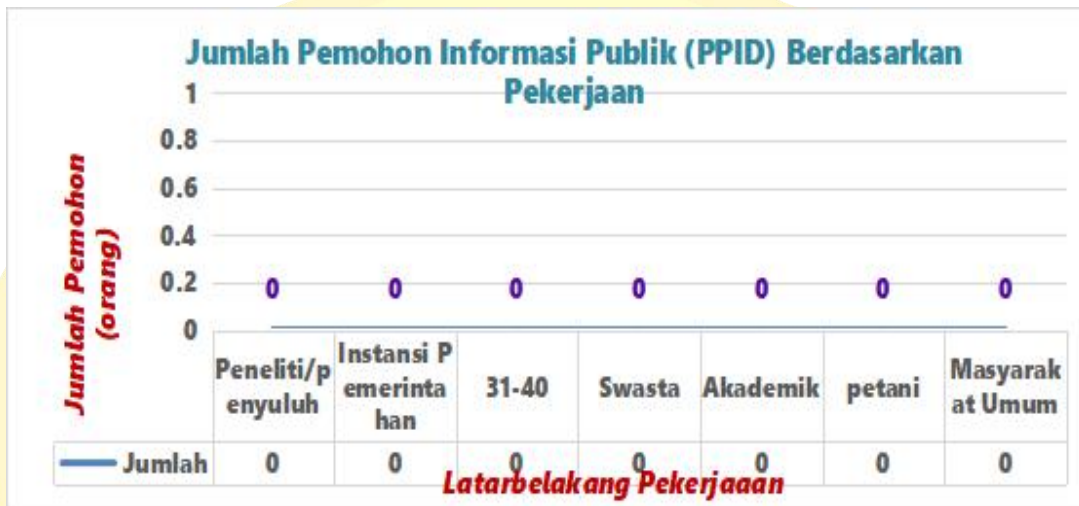 Jumlah Pemohon Informasi Publik (PPID) Berdasarkan
Pekerjaan
Jumlah Pemohon
(orang)
1
0.8
0.6
0.4
0.2
0
0 0 0 0 0 0 0
Peneliti/p
enyuluh
Instansi P
emerinta
han
31-40
Swasta
Akademik
petani
Masyarak
at Umum
Jumlah 0 0 0 0 0 0 0
Latarbelakang Pekerjaaan